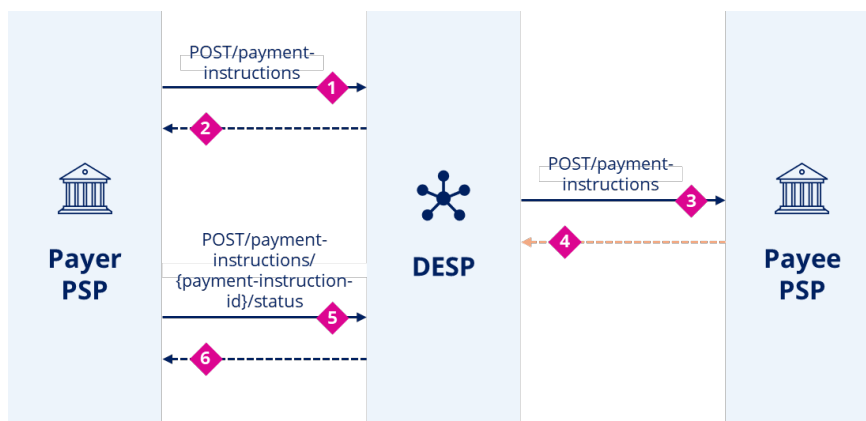 POST/payment-
instructions
1
2
POST/payment-
instructions
3
4
Payer
PSP
POST/payment-
instructions/
{payment-instruction-
id}/status
DESP
Payee
PSP
5
6